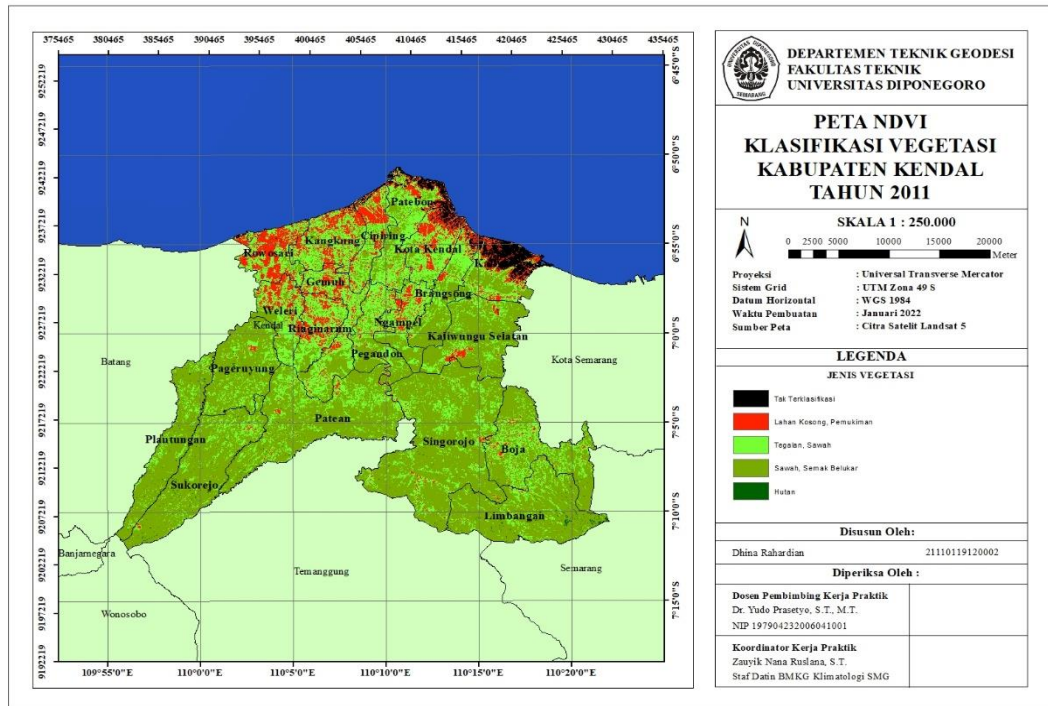 375465 380465 385465 390465 395465 400465 405465 410465 415465 420465 425465 430465 435465
9252219
9247219
9242219
9237219
9232219
9227219
9222219
9217219
9212219
9207219
9202219
9197219
9192219
6°45'0"S
6°50'0"S
6°55'0"S
7°0'0"S
7°5'0"S
7°10'0"S
7°15'0"S
109°55'0"E 110°0'0"E 110°5'0"E 110°10'0"E 110°15'0"E 110°20'0"E
Patebon
Cipiring
Kangkung
Kota Kendal
Rowosari
Gemuh
Brangsong
Weleri
Kendal
Ringinarum
Ngampel
Kaliwungu Selatan
Pegandon
Batang
Kota Semarang
Pageruyung
Patean
Plantungan
Singorojo
Boja
Sukorejo
Limbangan
Banjarnegara
Temanggung
Semarang
Wonosobo
UNIVERSITAS DIPONEGORO
SEMARANG
DEPARTEMEN TEKNIK GEODESI
FAKULTAS TEKNIK
UNIVERSITAS DIPONEGORO
PETA NDVI
KLASIFIKASI VEGETASI
KABUPATEN KENDAL
TAHUN 2011
N
SKALA 1 : 250.000
0 2500 5000 10000 15000 20000
Meter
Proyeksi : Universal Transverse Mercator
Sistem Grid : UTM Zona 49 S
Datum Horizontal : WGS 1984
Waktu Pembuatan : Januari 2022
Sumber Peta : Citra Satelit Landsat 5
LEGENDA
JENIS VEGETASI
Tak Terklasifikasi
Lahan Kosong, Pemukiman
Tegalan, Sawah
Sawah, Semak Belukar
Hutan
Disusun Oleh:
Dhina Rahardian 21110119120002
Diperiksa Oleh :
Dosen Pembimbing Kerja Praktik
Dr. Yudo Prasetyo, S.T., M.T.
NIP 197904232006041001
Koordinator Kerja Praktik
Zauyik Nana Ruslana, S.T.
Staf Datin BMKG Klimatologi SMG